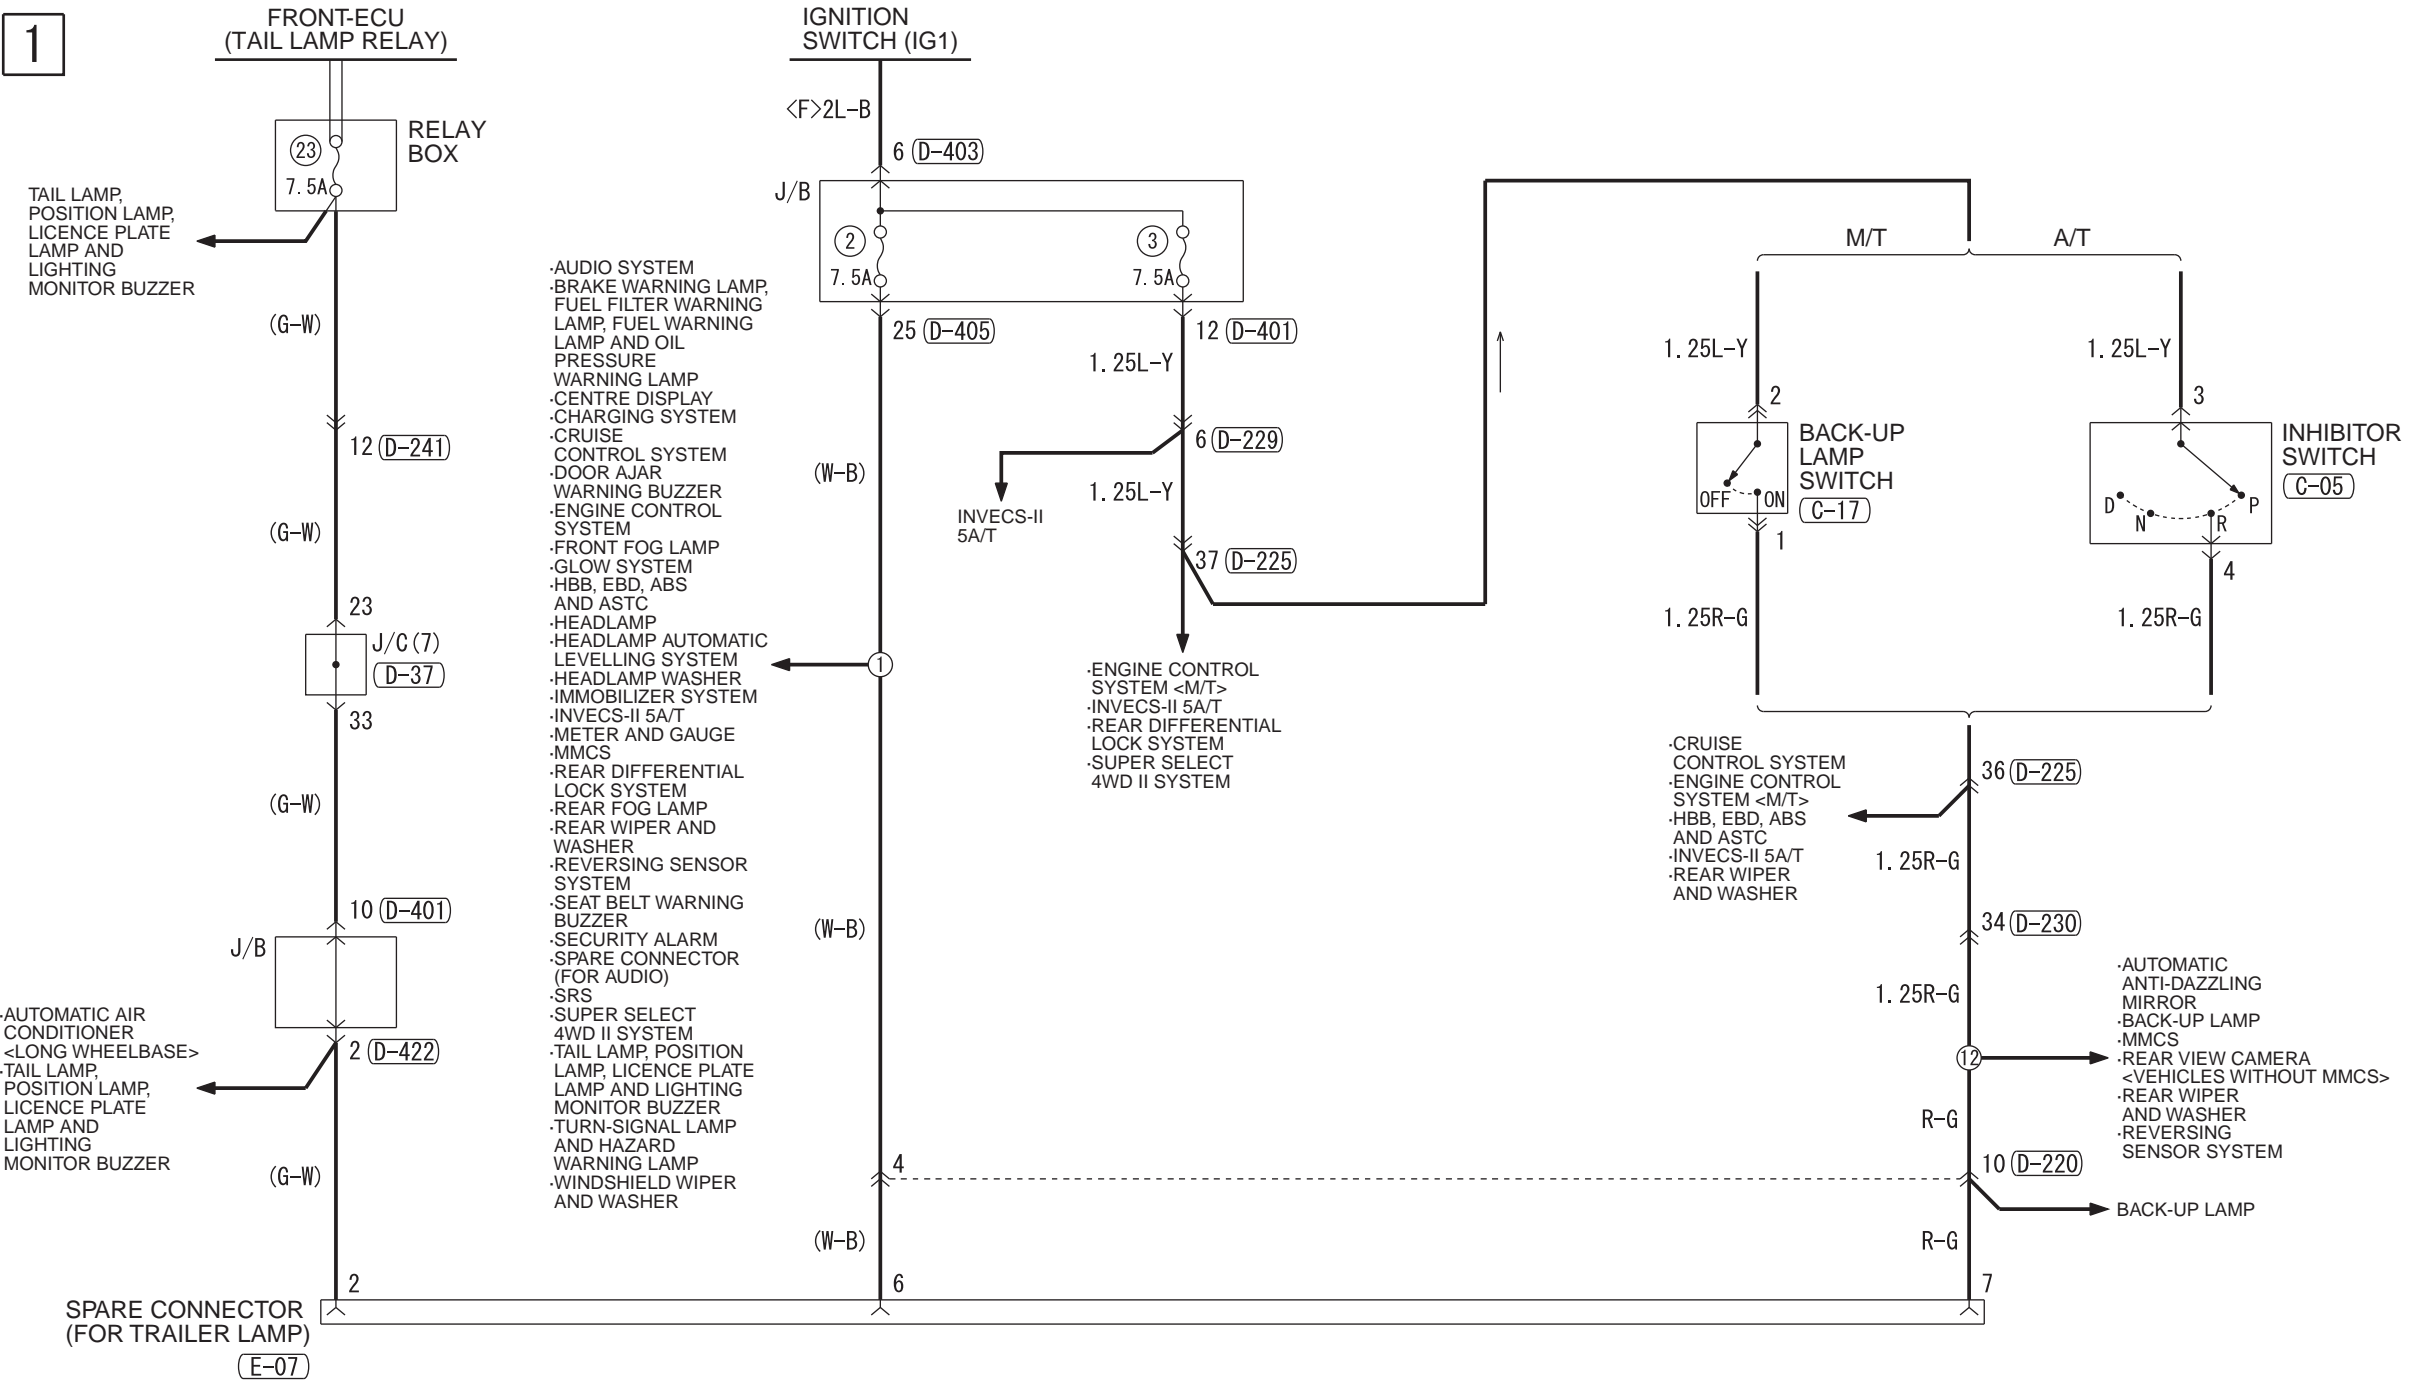 1
FRONT-ECU
(TAIL LAMP RELAY)
RELAY
BOX
23
7.5A
TAIL LAMP,
POSITION LAMP,
LICENCE PLATE
LAMP AND
LIGHTING
MONITOR BUZZER
(G-W)
12 D-241
(G-W)
23
J/C(7)
D-37
33
(G-W)
10 D-401
J/B
2 D-422
·AUTOMATIC AIR
CONDITIONER
<LONG WHEELBASE>
·TAIL LAMP,
POSITION LAMP,
LICENCE PLATE
LAMP AND
LIGHTING
MONITOR BUZZER
(G-W)
2
IGNITION
SWITCH (IG1)
<F>2L-B
6 D-403
J/B
2
7.5A
3
7.5A
25 D-405
12 D-401
·AUDIO SYSTEM
·BRAKE WARNING LAMP,
FUEL FILTER WARNING
LAMP, FUEL WARNING
LAMP AND OIL
PRESSURE
WARNING LAMP
·CENTRE DISPLAY
·CHARGING SYSTEM
·CRUISE
CONTROL SYSTEM
·DOOR AJAR
WARNING BUZZER
·ENGINE CONTROL
SYSTEM
·FRONT FOG LAMP
·GLOW SYSTEM
·HBB, EBD, ABS
AND ASTC
·HEADLAMP
·HEADLAMP AUTOMATIC
LEVELLING SYSTEM
·HEADLAMP WASHER
·IMMOBILIZER SYSTEM
·INVECS-II 5A/T
·METER AND GAUGE
·MMCS
·REAR DIFFERENTIAL
LOCK SYSTEM
·REAR FOG LAMP
·REAR WIPER AND
WASHER
·REVERSING SENSOR
SYSTEM
·SEAT BELT WARNING
BUZZER
·SECURITY ALARM
·SPARE CONNECTOR
(FOR AUDIO)
·SRS
·SUPER SELECT
4WD II SYSTEM
·TAIL LAMP, POSITION
LAMP, LICENCE PLATE
LAMP AND LIGHTING
MONITOR BUZZER
·TURN-SIGNAL LAMP
AND HAZARD
WARNING LAMP
·WINDSHIELD WIPER
AND WASHER
(W-B)
1
(W-B)
4
(W-B)
6
1.25L-Y
6 D-229
INVECS-II
5A/T
1.25L-Y
37 D-225
·ENGINE CONTROL
SYSTEM <M/T>
·INVECS-II 5A/T
·REAR DIFFERENTIAL
LOCK SYSTEM
·SUPER SELECT
4WD II SYSTEM
M/T
A/T
1.25L-Y
1.25L-Y
2
3
BACK-UP
LAMP
SWITCH
C-17
OFF
ON
1
INHIBITOR
SWITCH
C-05
D
N
R
P
4
1.25R-G
1.25R-G
·CRUISE
CONTROL SYSTEM
·ENGINE CONTROL
SYSTEM <M/T>
·HBB, EBD, ABS
AND ASTC
·INVECS-II 5A/T
·REAR WIPER
AND WASHER
36 D-225
1.25R-G
34 D-230
1.25R-G
12
·AUTOMATIC
ANTI-DAZZLING
MIRROR
·BACK-UP LAMP
·MMCS
·REAR VIEW CAMERA
<VEHICLES WITHOUT MMCS>
·REAR WIPER
AND WASHER
·REVERSING
SENSOR SYSTEM
R-G
10 D-220
BACK-UP LAMP
R-G
7
SPARE CONNECTOR
(FOR TRAILER LAMP)
E-07